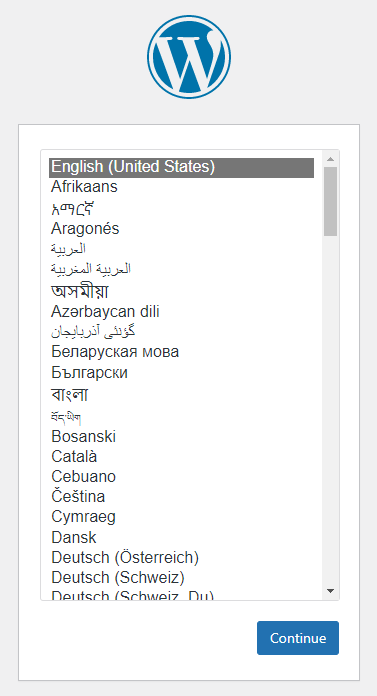 English (United States)
Afrikaans
አማርኛ
Aragonés
العربية
العربية المغربية
অসমীয়া
Azərbaycan dili
گؤنئی آذربایجان
Беларуская мова
Български
বাংলা
བོད་ཡིག
Bosanski
Català
Cebuano
Čeština
Cymraeg
Dansk
Deutsch (Österreich)
Deutsch (Schweiz)
Deutsch (Schweiz, Du)
Continue